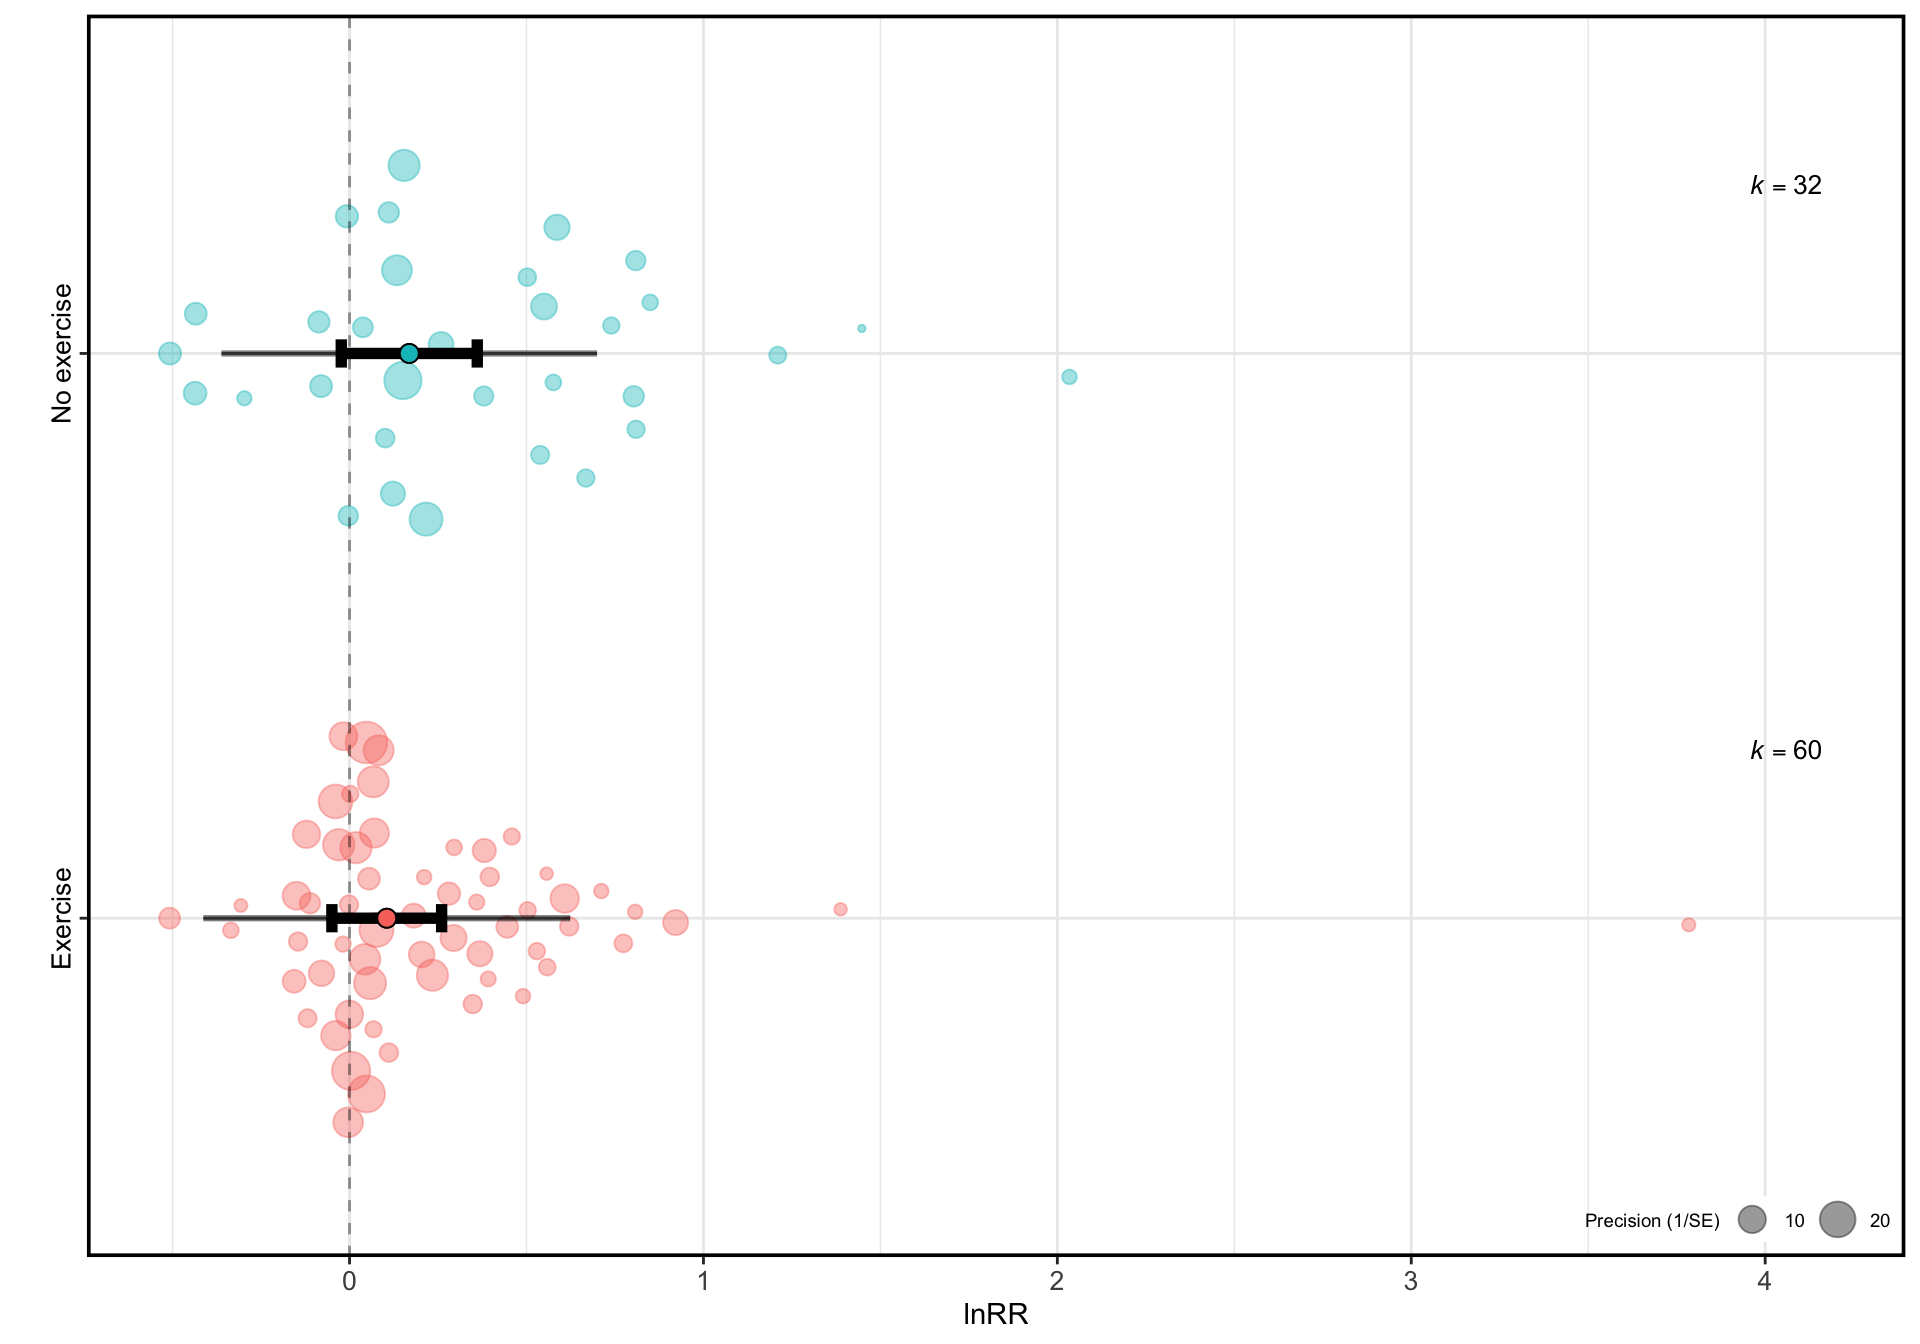 k = 32
No exercise
k = 60
Exercise
Precision (1/SE) 10 20
0 1 2 3 4
lnRR